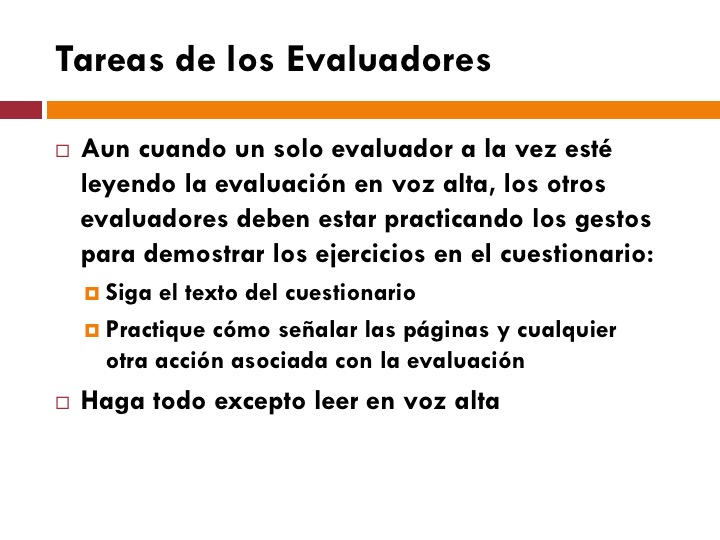 Tareas de los Evaluadores
Aun cuando un solo evaluador a la vez esté
leyendo la evaluación en voz alta, los otros
evaluadores deben estar practicando los gestos
para demostrar los ejercicios en el cuestionario:
Siga el texto del cuestionario
Practique cómo señalar las páginas y cualquier
otra acción asociada con la evaluación
Haga todo excepto leer en voz alta